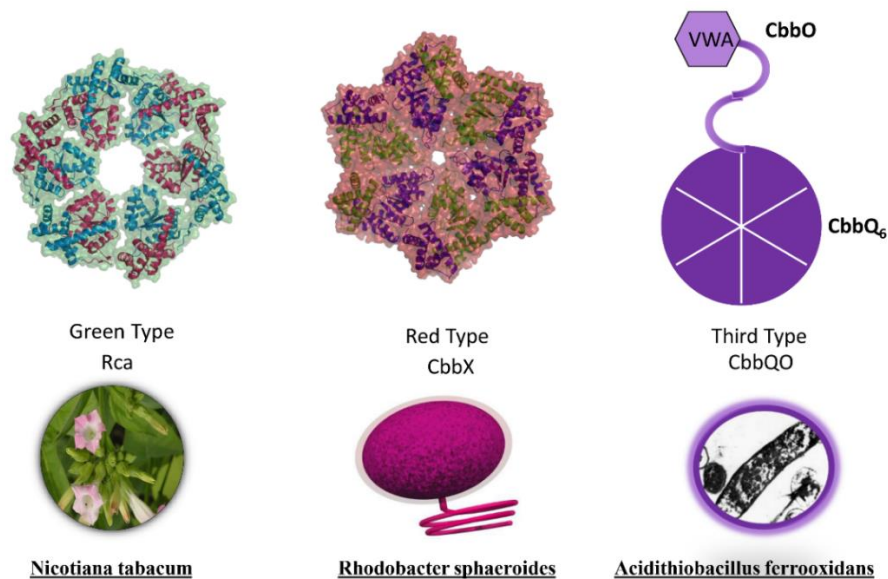 VWA
CbbO
CbbQ6
Green Type
Rca
Red Type
CbbX
Third Type
CbbQO
Nicotiana tabacum
Rhodobacter sphaeroides
Acidithiobacillus ferrooxidans